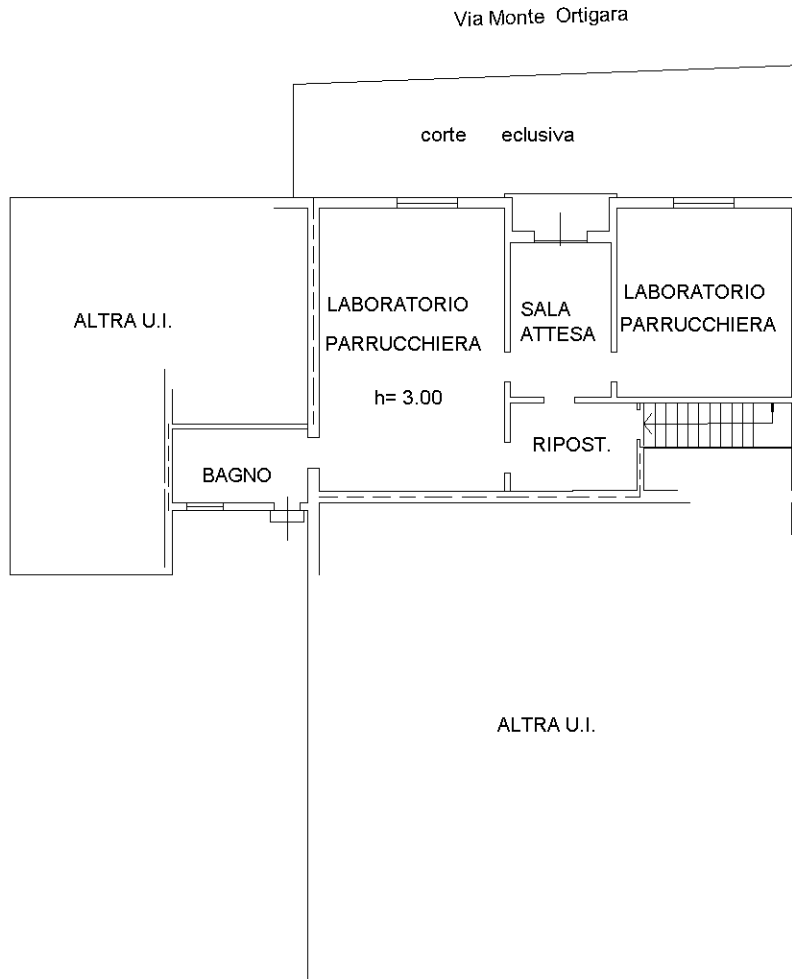 Via Monte Ortigara
corte eclusiva
ALTRA U.I.
LABORATORIO
PARRUCCHIERA
h= 3.00
SALA
ATTESA
LABORATORIO
PARRUCCHIERA
RIPOST.
BAGNO
ALTRA U.I.